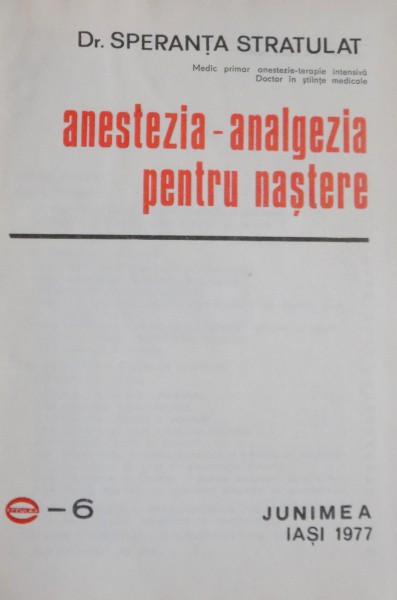 Dr. SPERANȚA STRATULAT
Medic primar anestezie-terapie intensivă
Doctor în științe medicale
anestezia - analgezia
pentru naștere
– 6
JUNIMEA
IAȘI 1977